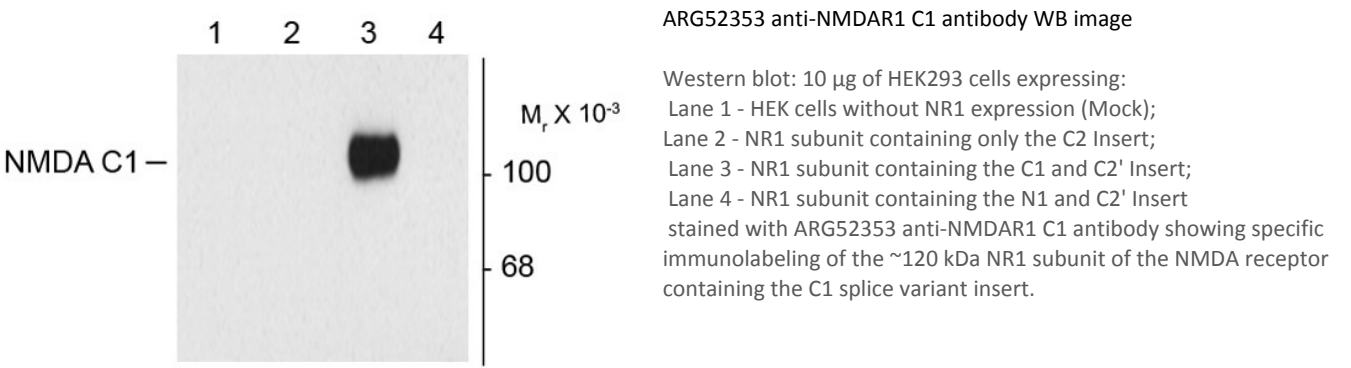 1 2 3 4
NMDA C1 –
Mr X 10-3
100
68
ARG52353 anti-NMDAR1 C1 antibody WB image
Western blot: 10 µg of HEK293 cells expressing:
Lane 1 - HEK cells without NR1 expression (Mock);
Lane 2 - NR1 subunit containing only the C2 Insert;
Lane 3 - NR1 subunit containing the C1 and C2' Insert;
Lane 4 - NR1 subunit containing the N1 and C2' Insert
stained with ARG52353 anti-NMDAR1 C1 antibody showing specific
immunolabeling of the ~120 kDa NR1 subunit of the NMDA receptor
containing the C1 splice variant insert.